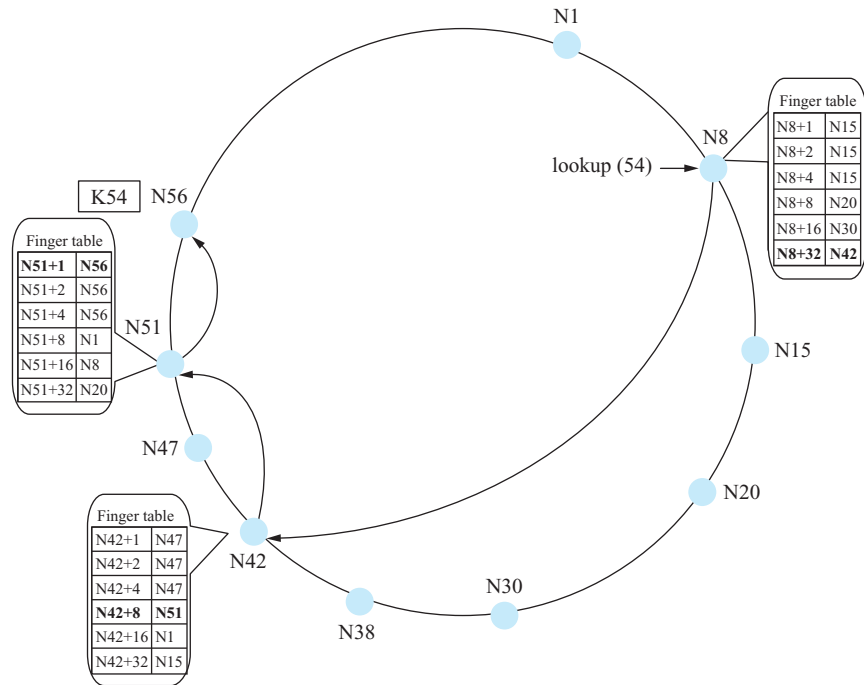 N1
N8
lookup (54)
Finger table
N8+1 N15
N8+2 N15
N8+4 N15
N8+8 N20
N8+16 N30
N8+32 N42
K54
N56
Finger table
N51+1 N56
N51+2 N56
N51+4 N56
N51+8 N1
N51+16 N8
N51+32 N20
N51
N15
N47
N20
Finger table
N42+1 N47
N42+2 N47
N42+4 N47
N42+8 N51
N42+16 N1
N42+32 N15
N42
N38
N30